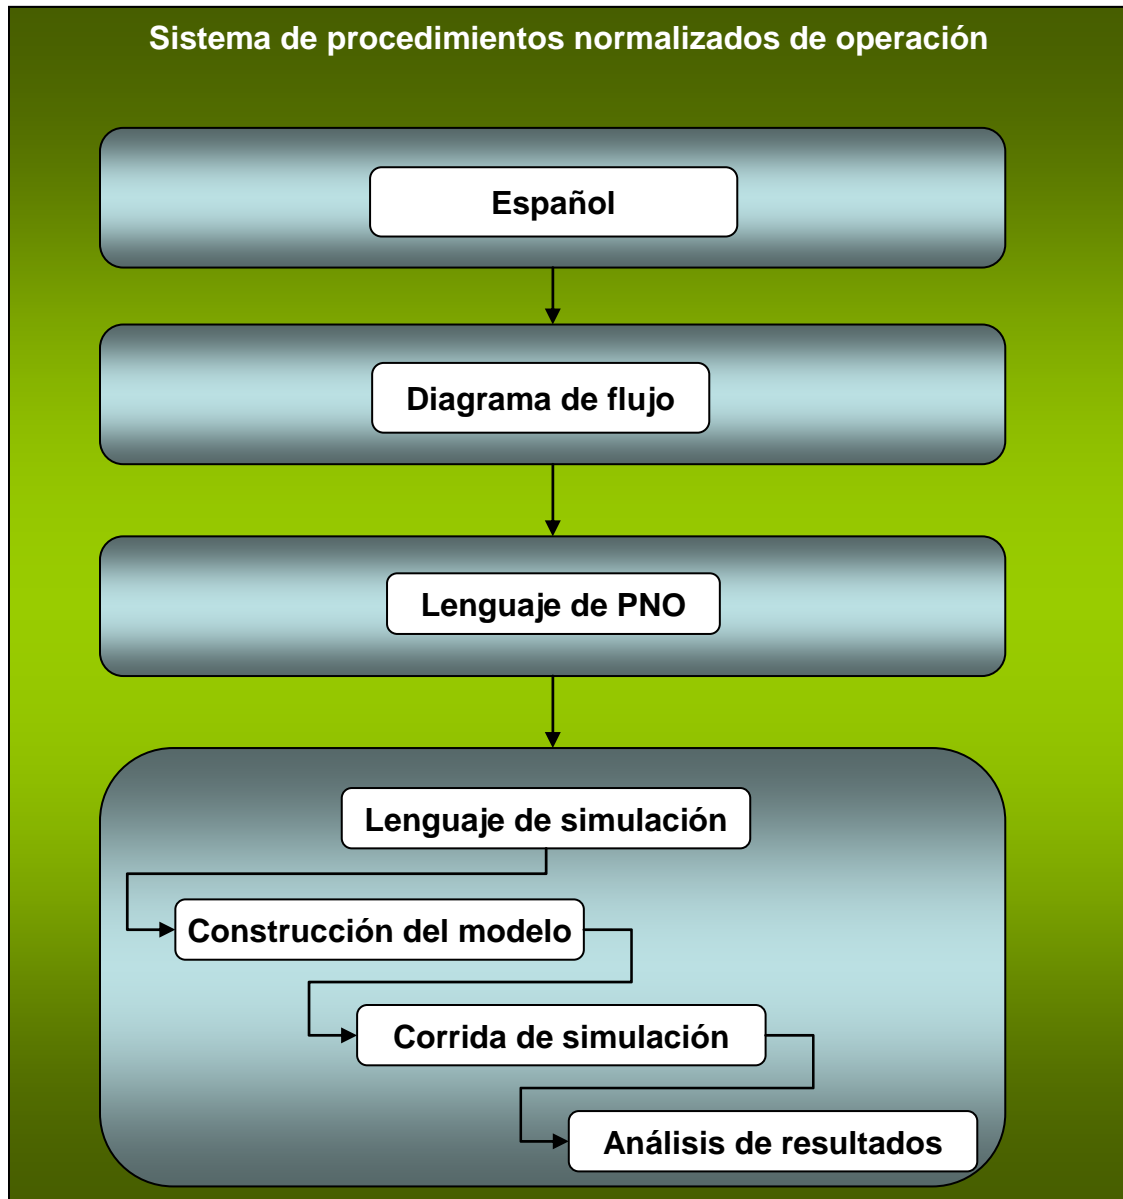 Sistema de procedimientos normalizados de operación
Español
Diagrama de flujo
Lenguaje de PNO
Lenguaje de simulación
Construcción del modelo
Corrida de simulación
Análisis de resultados